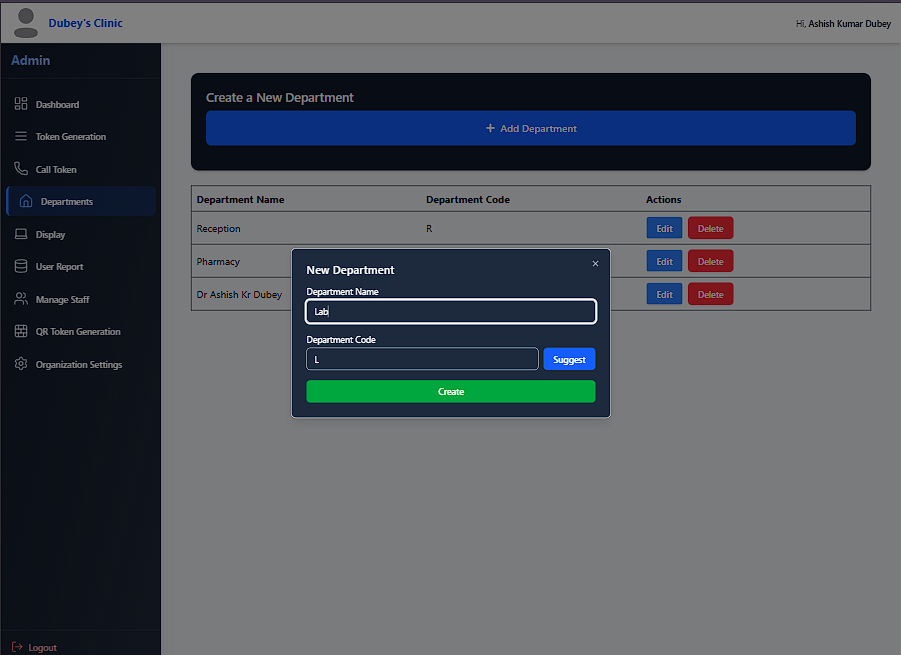 Dubey's Clinic
Hi, Ashish Kumar Dubey
Admin
Dashboard
Token Generation
Call Token
Departments
Display
User Report
Manage Staff
QR Token Generation
Organization Settings
Logout
Create a New Department
+ Add Department
Department Name Department Code Actions
Reception R Edit Delete
Pharmacy Edit Delete
Dr Ashish Kr Dubey Edit Delete
New Department ×
Department Name
Lab
Department Code
L Suggest
Create